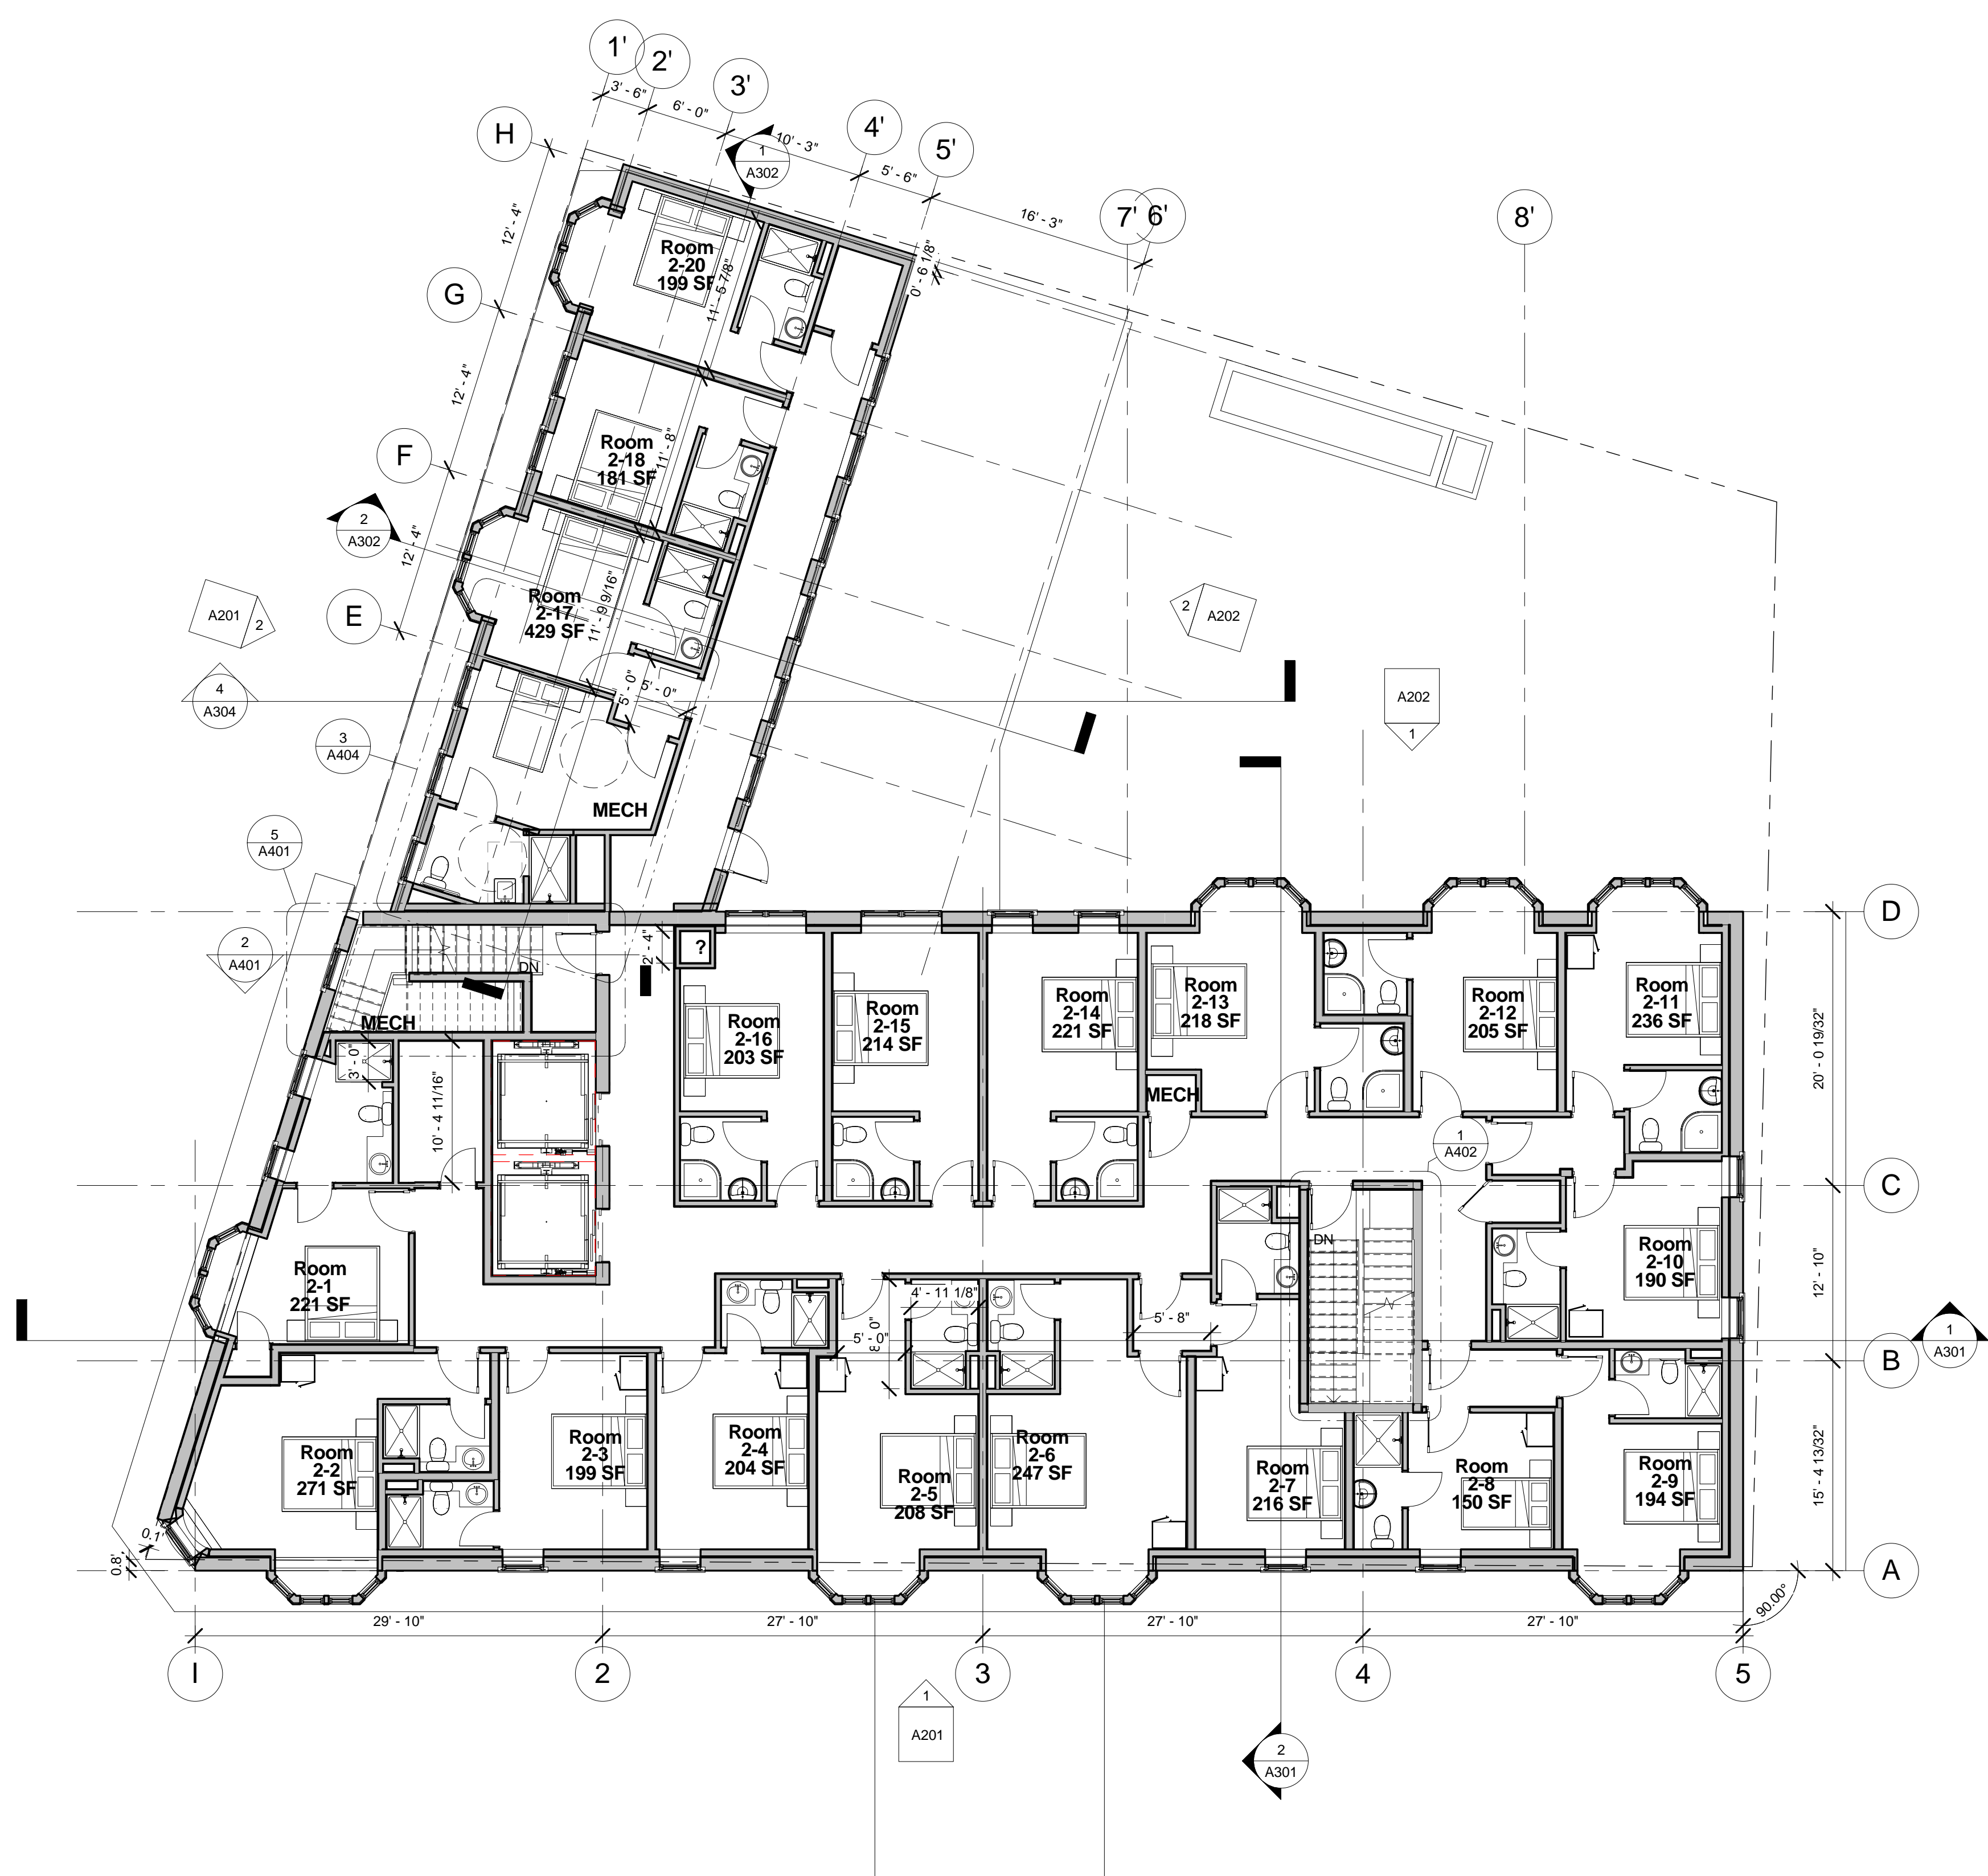 1'
2'
3'
4'
5'
7'
6'
8'
3' - 6"
6' - 0"
10' - 3"
5' - 6"
16' - 3"
0' - 6 1/8"
H
G
F
E
12' - 4"
12' - 4"
12' - 4"
1
A302
2
A302
A201
2
4
A304
3
A404
5
A401
2
A401
2
A202
A202
1
Room
2-20
199 SF
11' - 5 7/8"
Room
2-18
181 SF
11' - 8"
Room
2-17
429 SF
11' - 9 9/16"
5' - 0"
5' - 0"
MECH
DN
2' - 4"
?
MECH
3' - 0"
10' - 4 11/16"
Room
2-16
203 SF
Room
2-15
214 SF
Room
2-14
221 SF
Room
2-13
218 SF
Room
2-12
205 SF
Room
2-11
236 SF
MECH
1
A402
DN
D
C
B
A
20' - 0 19/32"
12' - 10"
15' - 4 13/32"
1
A301
Room
2-1
221 SF
Room
2-10
190 SF
4' - 11 1/8"
5' - 0"
8' - 0"
5' - 8"
Room
2-2
271 SF
Room
2-3
199 SF
Room
2-4
204 SF
Room
2-5
208 SF
Room
2-6
247 SF
Room
2-7
216 SF
Room
2-8
150 SF
Room
2-9
194 SF
0.1'
0.8'
90.00°
29' - 10"
27' - 10"
27' - 10"
27' - 10"
I
2
3
4
5
1
A201
2
A301